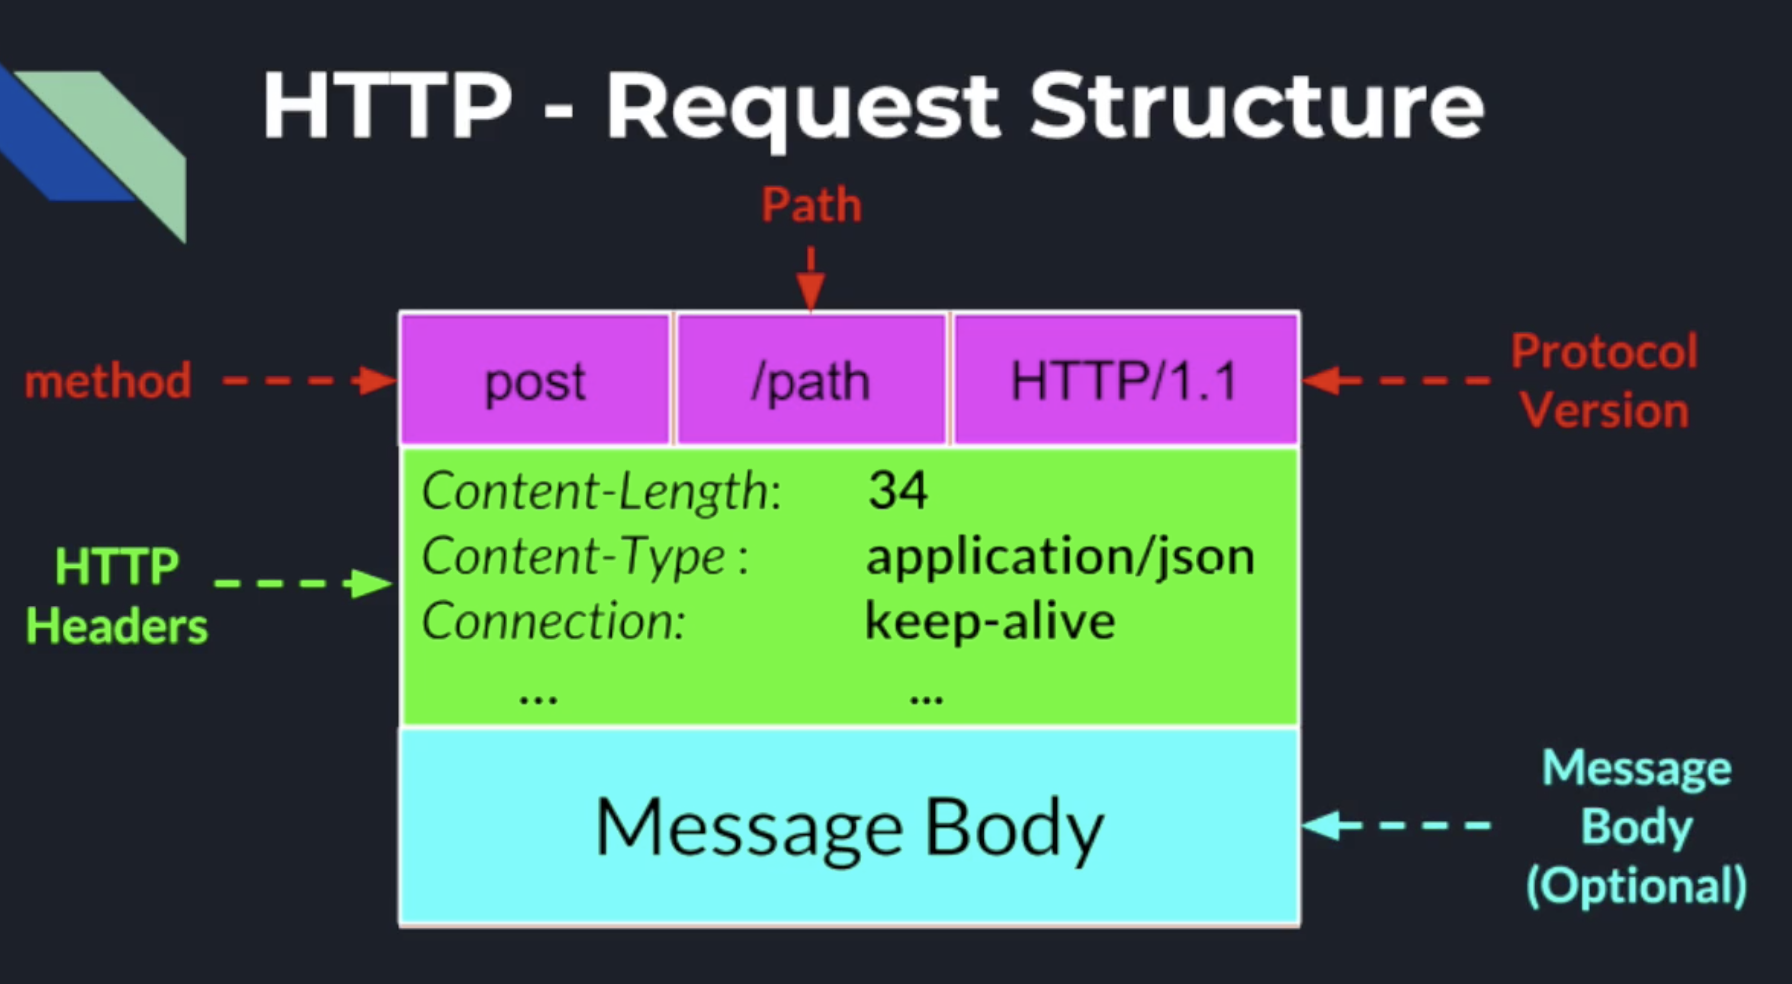 HTTP - Request Structure
Path
method
post
/path
HTTP/1.1
Protocol
Version
HTTP
Headers
Content-Length: 34
Content-Type : application/json
Connection: keep-alive
... ...
Message Body
Message
Body
(Optional)